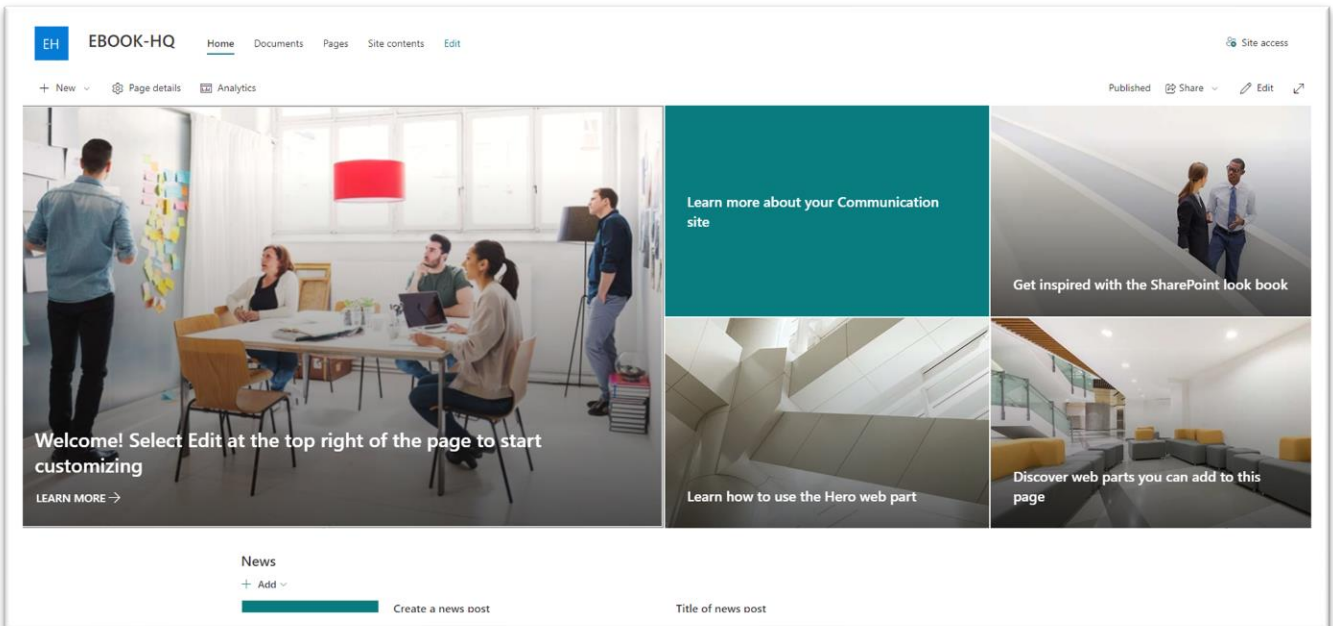 EH
EBOOK-HQ
Home Documents Pages Site contents Edit
Site access
+ New
Page details
Analytics
Published
Share
Edit
Welcome! Select Edit at the top right of the page to start
customizing
LEARN MORE →
Learn more about your Communication
site
Get inspired with the SharePoint look book
Learn how to use the Hero web part
Discover web parts you can add to this
page
News
+ Add
Create a news post
Title of news post